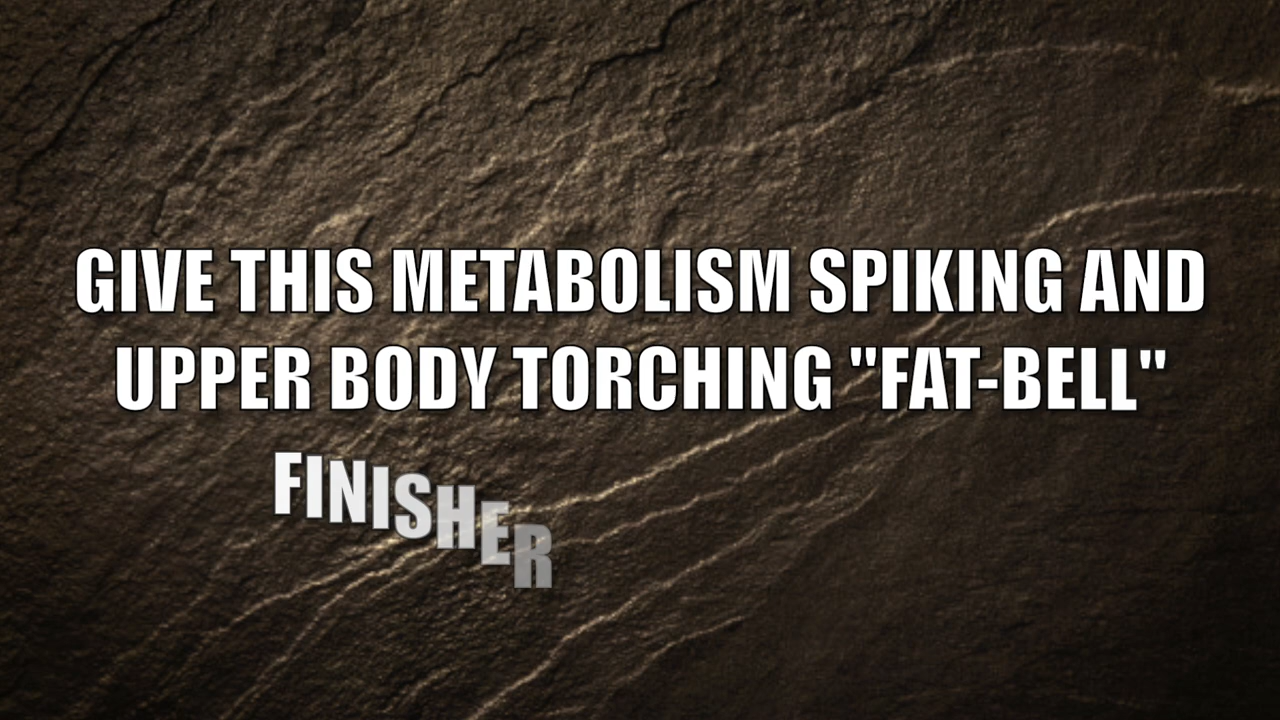 GIVE THIS METABOLISM SPIKING AND
UPPER BODY TORCHING "FAT-BELL"
FINISHER